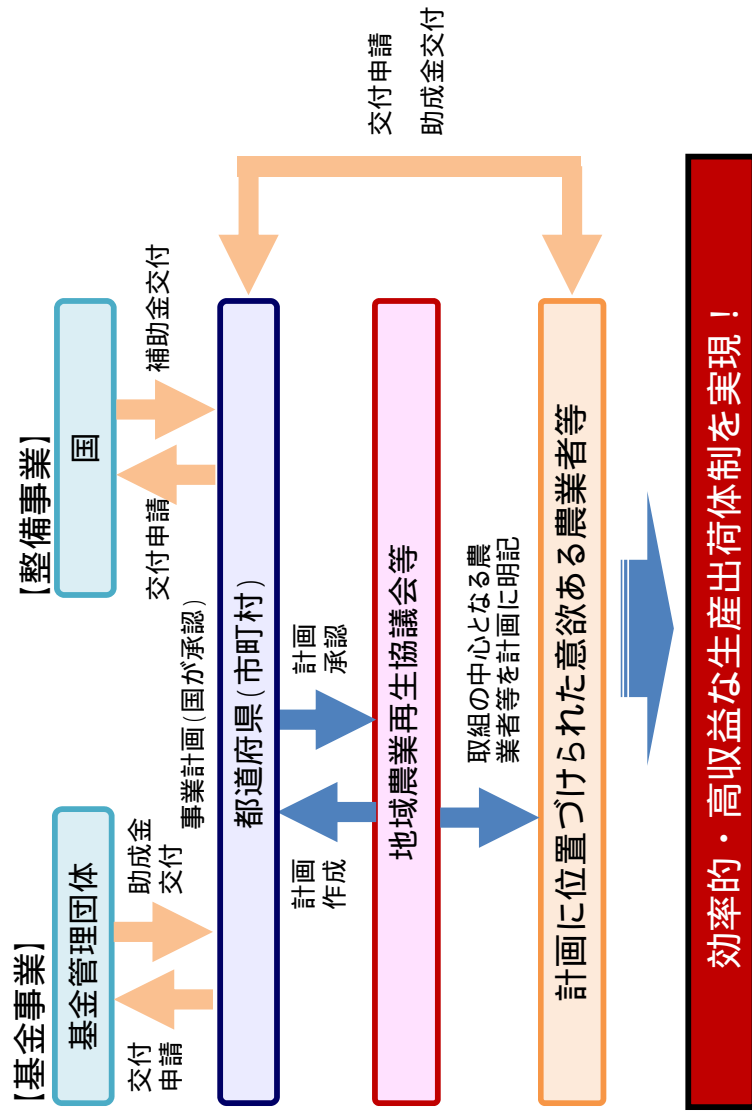 【基金事業】
【整備事業】
基金管理団体
国
交付
申請
助成金
交付
交付申請
補助金交付
事業計画(国が承認)
都道府県(市町村)
交付申請
助成金交付
計画
作成
計画
承認
地域農業再生協議会等
取組の中心となる農
業者等を計画に明記
計画に位置づけられた意欲ある農業者等
効率的・高収益な生産出荷体制を実現！